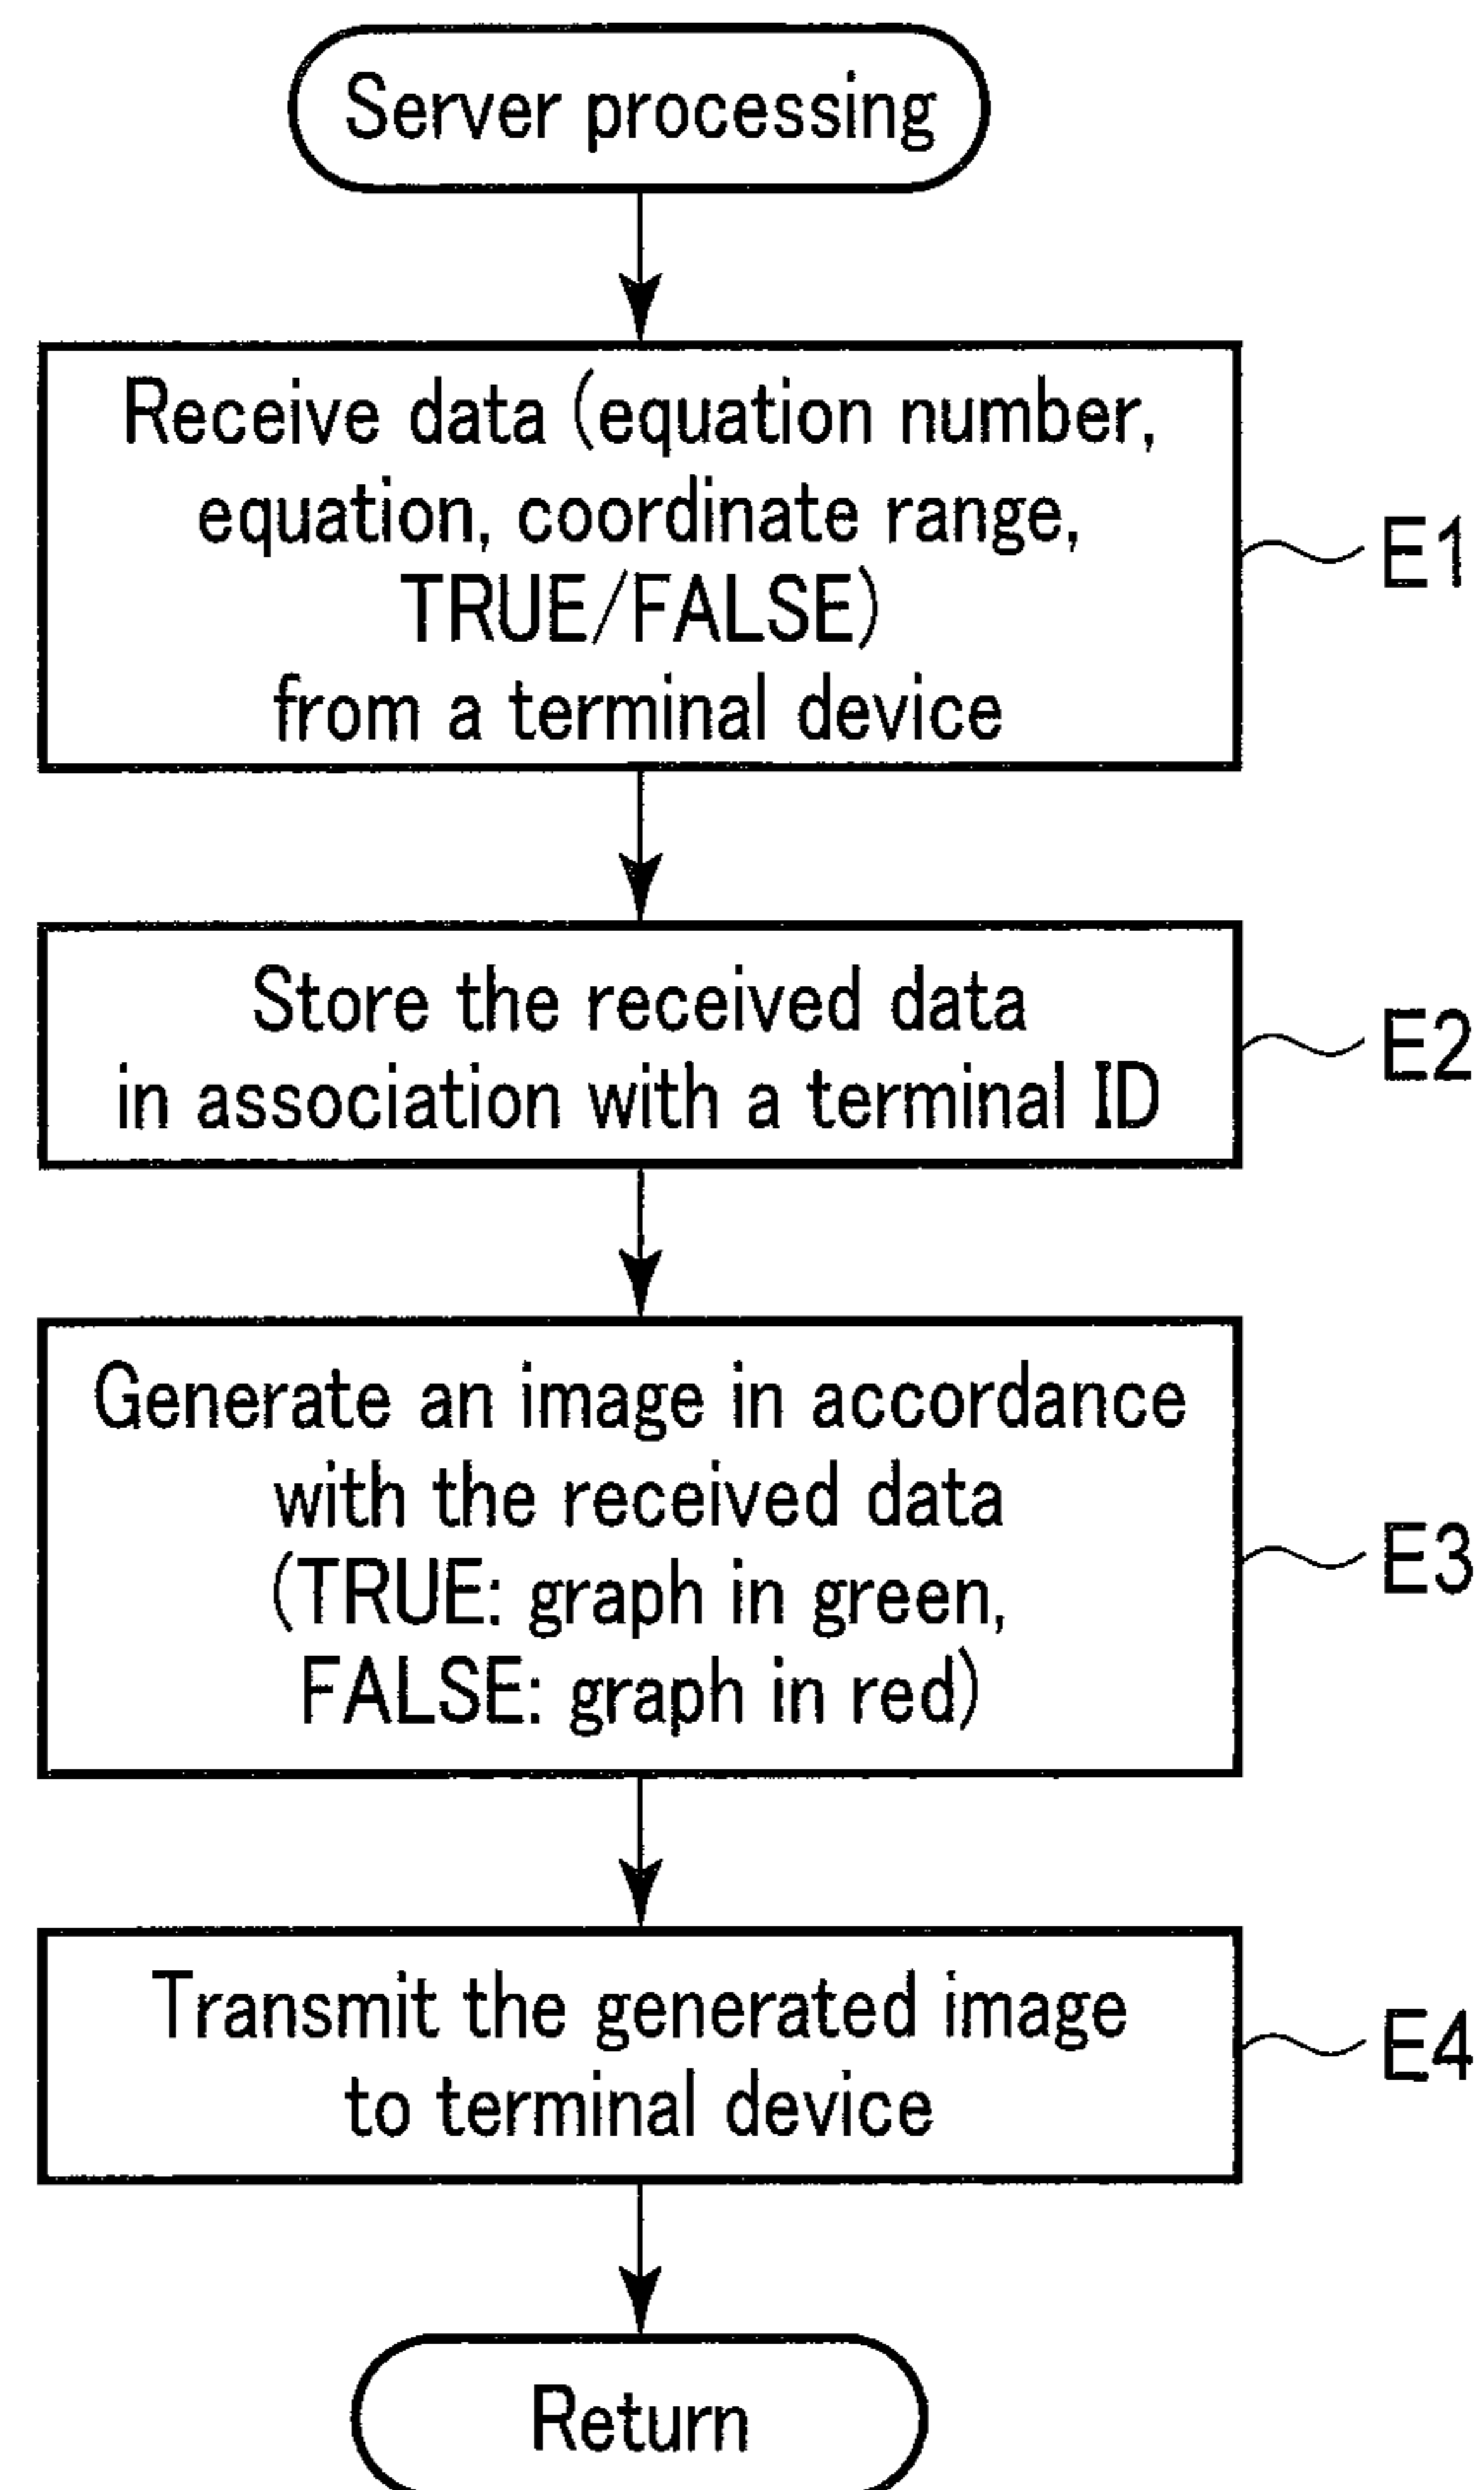 Server processing
Receive data (equation number,
equation, coordinate range,
TRUE/FALSE)
from a terminal device
E1
Store the received data
in association with a terminal ID
E2
Generate an image in accordance
with the received data
(TRUE: graph in green,
FALSE: graph in red)
E3
Transmit the generated image
to terminal device
E4
Return